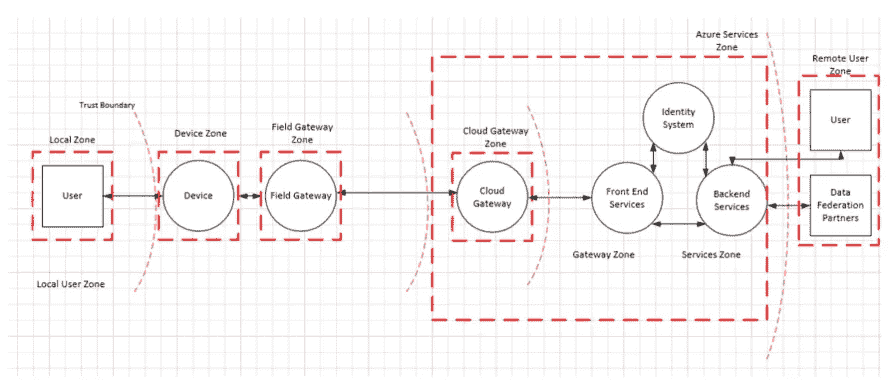 Azure Services
Zone
Remote User
Zone
Trust Boundary
Local Zone
Device Zone
Field Gateway
Zone
Cloud Gateway
Zone
Identity
System
User
User
Device
Field Gateway
Cloud
Gateway
Front End
Services
Backend
Services
Data
Federation
Partners
Gateway Zone
Services Zone
Local User Zone